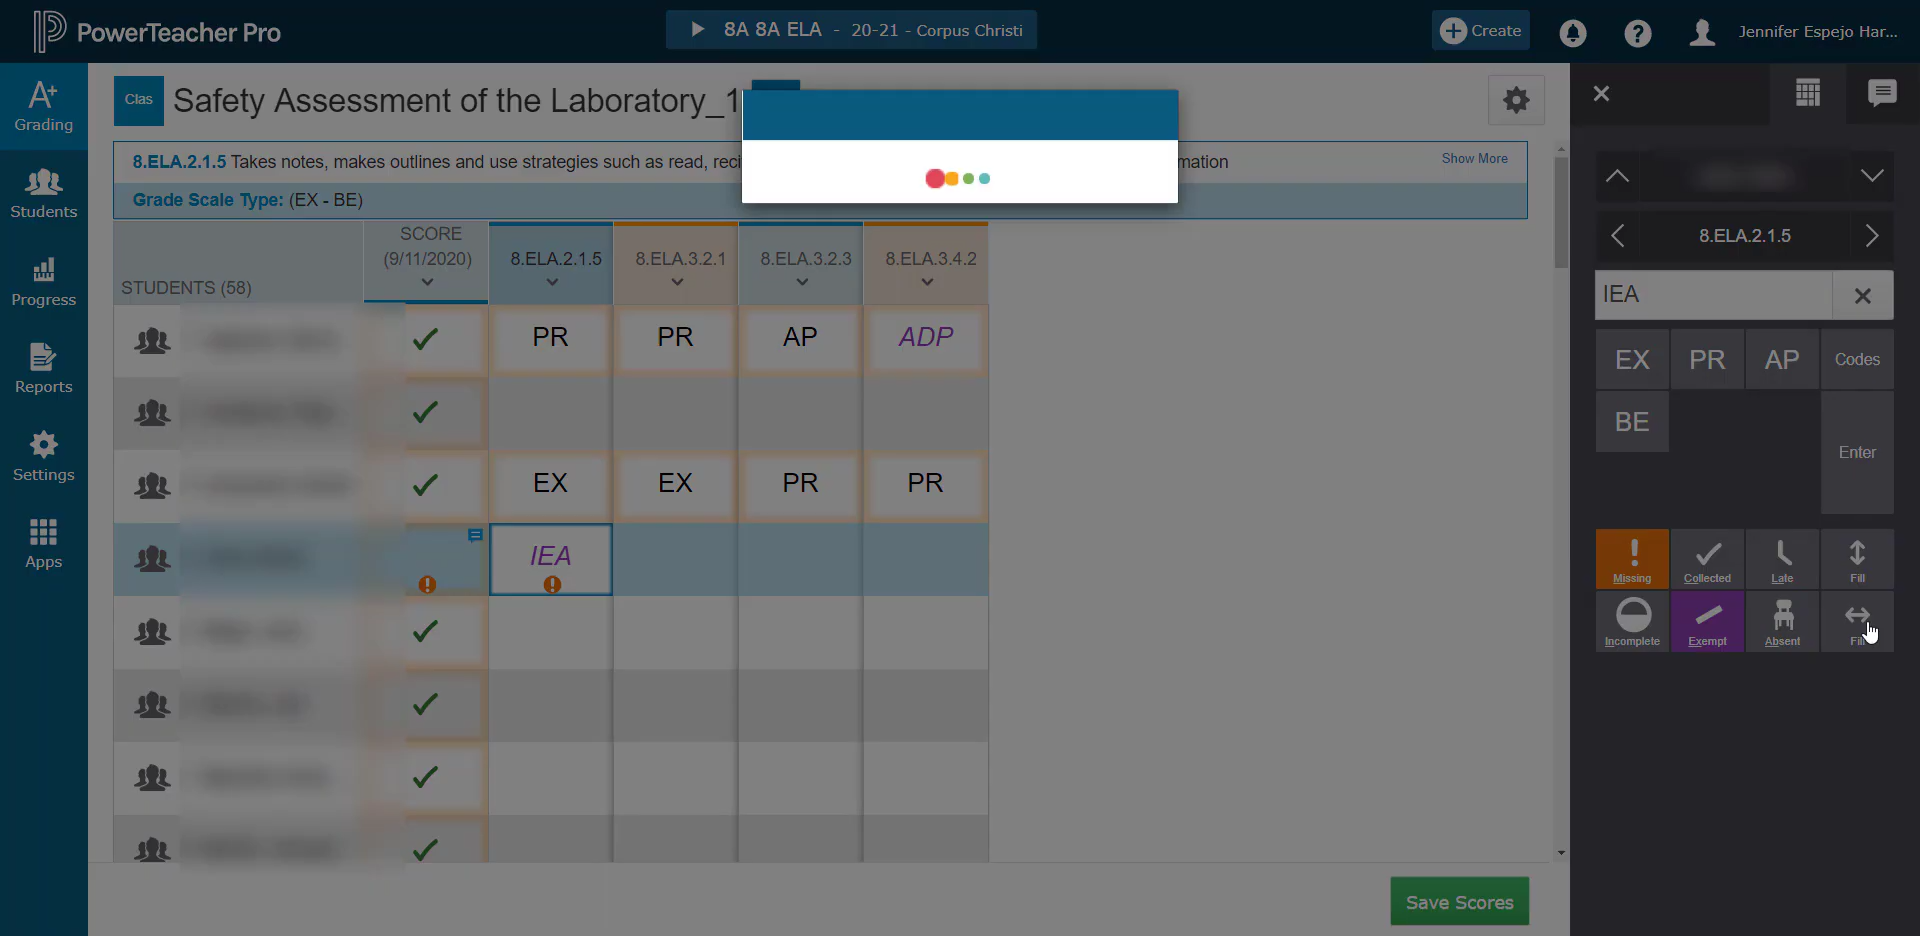 PowerTeacher Pro
8A 8A ELA - 20-21 - Corpus Christi
Create
Jennifer Espejo Har...
A+
Grading
Students
Progress
Reports
Settings
Apps
Clas
Safety Assessment of the Laboratory_1
8.ELA.2.1.5 Takes notes, makes outlines and use strategies such as read, reci
mation
Show More
Grade Scale Type: (EX - BE)
STUDENTS (58)
SCORE
(9/11/2020)
8.ELA.2.1.5
8.ELA.3.2.1
8.ELA.3.2.3
8.ELA.3.4.2
PR PR AP ADP
EX EX PR PR
IEA
Save Scores
8.ELA.2.1.5
IEA
EX PR AP Codes
BE
Enter
Missing Collected Late Fill
Incomplete Exempt Absent Fill